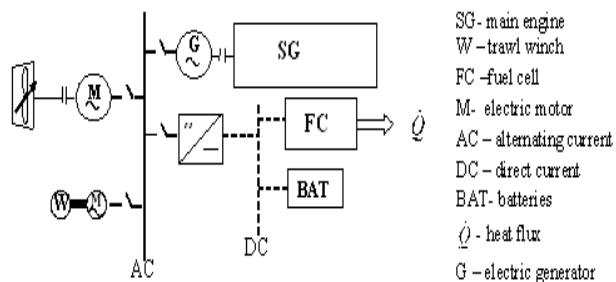 G
SG
M
FC
Q̇
BAT
W M
DC
AC
SG- main engine
W – trawl winch
FC –fuel cell
M- electric motor
AC – alternating current
DC – direct current
BAT- batteries
Q̇ - heat flux
G – electric generator